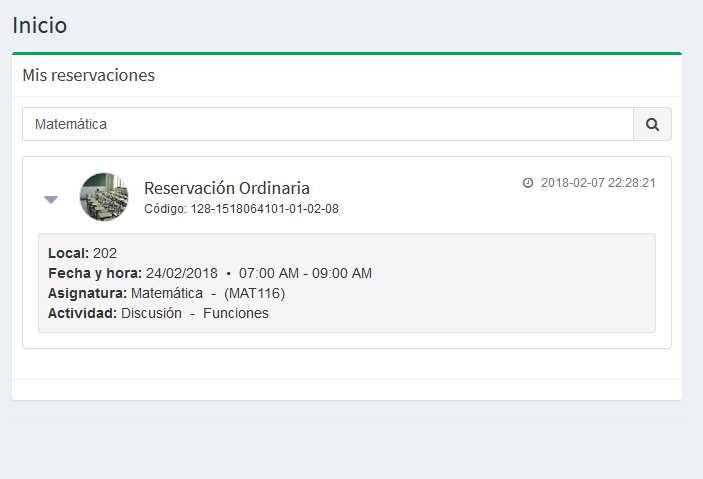 Inicio
Mis reservaciones
Matemática
Reservación Ordinaria
2018-02-07 22:28:21
Código: 128-1518064101-01-02-08
Local: 202
Fecha y hora: 24/02/2018 • 07:00 AM - 09:00 AM
Asignatura: Matemática - (MAT116)
Actividad: Discusión - Funciones